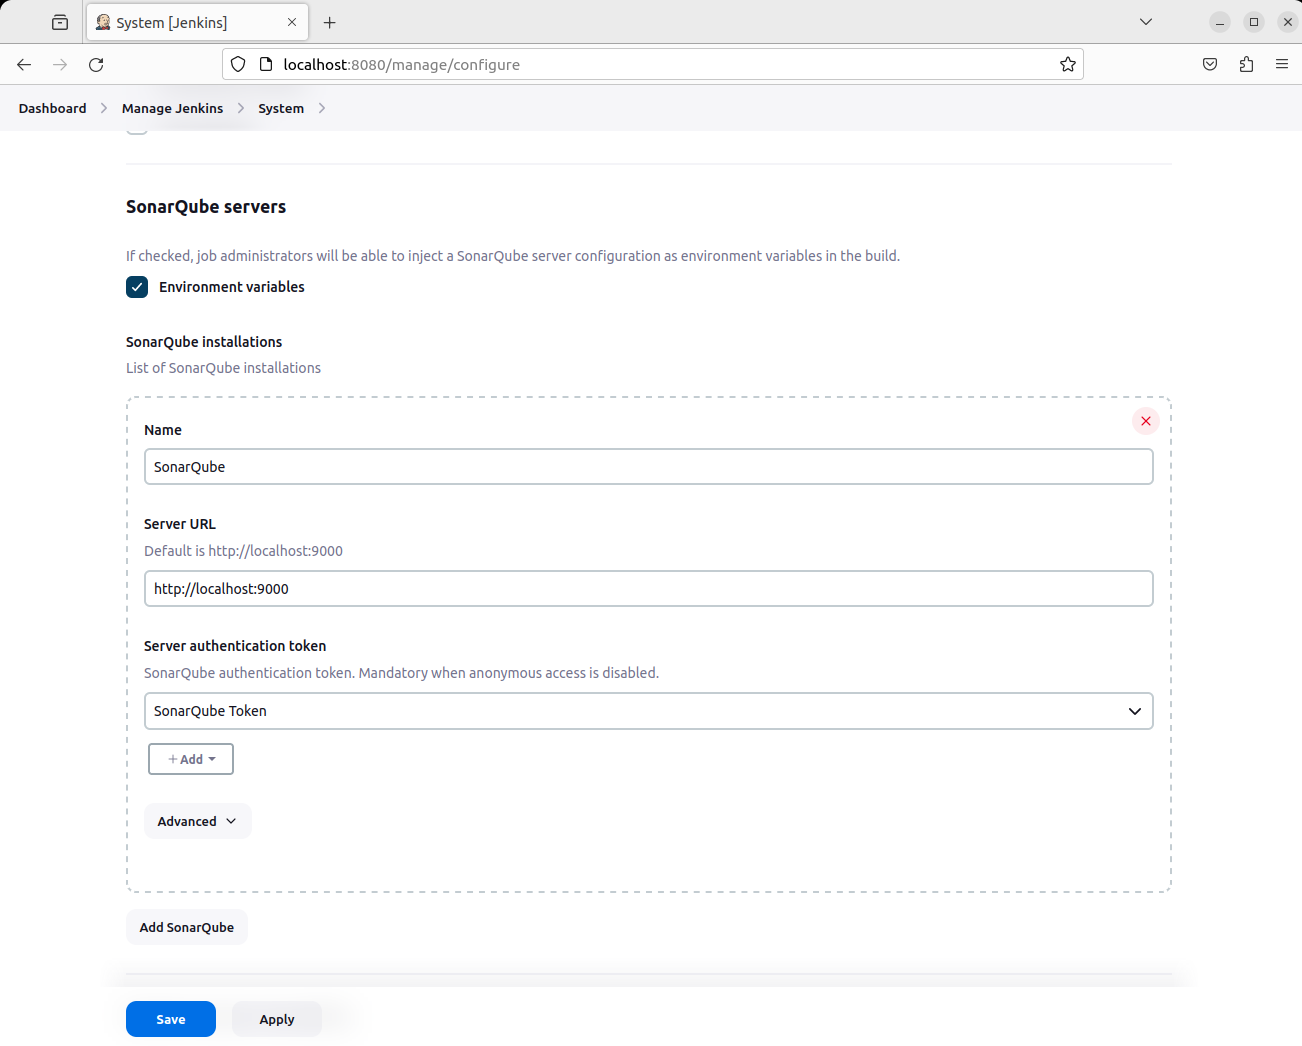 System [Jenkins]
localhost:8080/manage/configure
Dashboard
Manage Jenkins
System
SonarQube servers
If checked, job administrators will be able to inject a SonarQube server configuration as environment variables in the build.
Environment variables
SonarQube installations
List of SonarQube installations
Name
SonarQube
Server URL
Default is http://localhost:9000
http://localhost:9000
Server authentication token
SonarQube authentication token. Mandatory when anonymous access is disabled.
SonarQube Token
+ Add
Advanced
Add SonarQube
Save
Apply